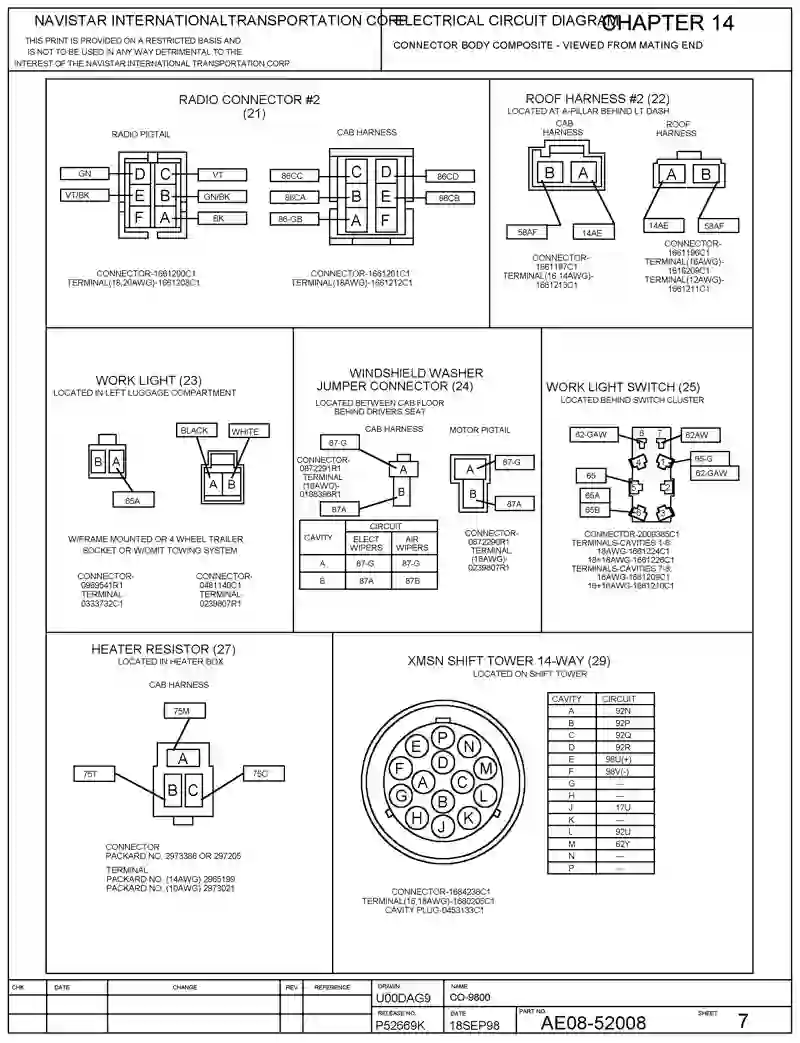 NAVISTAR INTERNATIONALTRANSPORTATION CORP
ELECTRICAL CIRCUIT DIAGRAM
CHAPTER 14
THIS PRINT IS PROVIDED ON A RESTRICTED BASIS AND
IS NOT TO BE USED IN ANY WAY DETRIMENTAL TO THE
INTEREST OF THE NAVISTAR INTERNATIONAL TRANSPORTATION CORP
CONNECTOR BODY COMPOSITE - VIEWED FROM MATING END
RADIO CONNECTOR #2
(21)
RADIO PIGTAIL
CAB HARNESS
GN D C VT
VT/BK E B GN/BK
F A BK
86CC C D 86CD
86CA B E 86CB
86-GB A F
CONNECTOR-1661200C1
TERMINAL(18,20AWG)-1661208C1
CONNECTOR-1661201C1
TERMINAL(18AWG)-1661212C1
ROOF HARNESS #2 (22)
LOCATED AT A-PILLAR BEHIND LT DASH
CAB
HARNESS
ROOF
HARNESS
B A
A B
58AF 14AE
14AE 58AF
CONNECTOR-
1661197C1
TERMINAL(16,14AWG)-
1661213C1
CONNECTOR-
1661196C1
TERMINAL(16AWG)-
1616209C1
TERMINAL(12AWG)-
1661211C1
WORK LIGHT (23)
LOCATED IN LEFT LUGGAGE COMPARTMENT
BLACK WHITE
B A
A B
65A
W/FRAME MOUNTED OR 4 WHEEL TRAILER
SOCKET OR W/OMIT TOWING SYSTEM
CONNECTOR-
0969541R1
TERMINAL
0333732C1
CONNECTOR-
0481140C1
TERMINAL-
0239807R1
WINDSHIELD WASHER
JUMPER CONNECTOR (24)
LOCATED BETWEEN CAB FLOOR
BEHIND DRIVERS SEAT
CAB HARNESS
MOTOR PIGTAIL
87-G
A
B
87A
A 87-G
B 87A
CONNECTOR-
0872291R1
TERMINAL
(18AWG)-
0188386R1
CONNECTOR-
0872290R1
TERMINAL
(18AWG)-
0239807R1
CAVITY CIRCUIT
ELECT WIPERS AIR WIPERS
A 87-G 87-G
B 87A 87B
WORK LIGHT SWITCH (25)
LOCATED BEHIND SWITCH CLUSTER
62-GAW 8 7 62AW
4 1 65-G
62-GAW
65 5 2
65A
65B 6 3
CONNECTOR-2009385C1
TERMINALS-CAVITIES 1-6:
18AWG-1661224C1
18+18AWG-1661226C1
TERMINALS-CAVITIES 7-8:
16AWG-1661209C1
16+16AWG-1661210C1
HEATER RESISTOR (27)
LOCATED IN HEATER BOX
CAB HARNESS
75M
A
75T B C 75C
CONNECTOR
PACKARD NO. 2973386 OR 297205
TERMINAL
PACKARD NO. (14AWG) 2965199
PACKARD NO. (10AWG) 2973021
XMSN SHIFT TOWER 14-WAY (29)
LOCATED ON SHIFT TOWER
P
E N
D
F M
A C
G L
B
H K
J
CONNECTOR-1684238C1
TERMINAL(16,18AWG)-1680205C1
CAVITY PLUG-0453133C1
CAVITY CIRCUIT
A 92N
B 92P
C 92Q
D 92R
E 98U(+)
F 98V(-)
G —
H —
J 17U
K —
L 92U
M 62Y
N —
P —
CHK DATE CHANGE REV REFERENCE
DRAWN
U00DAG9
NAME
CO-9800
RELEASE NO.
P52669K
DATE
18SEP98
PART NO.
AE08-52008
SHEET 7